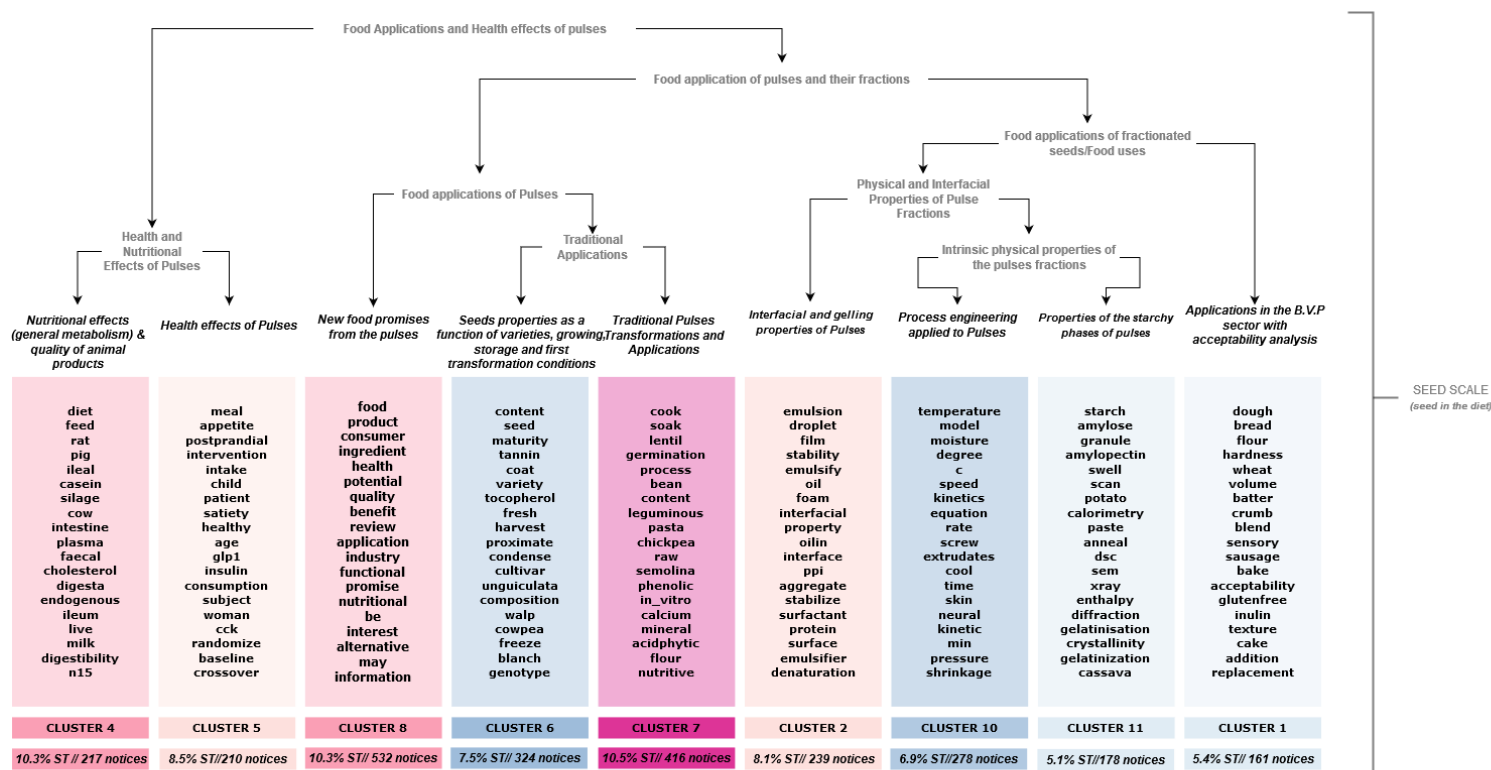 Food Applications and Health effects of pulses
Food application of pulses and their fractions
Food applications of fractionated
seeds/Food uses
Food applications of Pulses
Physical and Interfacial
Properties of Pulse
Fractions
Health and
Nutritional
Effects of Pulses
Traditional
Applications
Intrinsic physical properties of
the pulses fractions
Nutritional effects
(general metabolism) &
quality of animal
products
Health effects of Pulses
New food promises
from the pulses
Seeds properties as a
function of varieties, growing,
storage and first
transformation conditions
Traditional Pulses
Transformations and
Applications
Interfacial and gelling
properties of Pulses
Process engineering
applied to Pulses
Properties of the starchy
phases of pulses
Applications in the B.V.P
sector with
acceptability analysis
diet
feed
rat
pig
ileal
casein
silage
cow
intestine
plasma
faecal
cholesterol
digesta
endogenous
ileum
live
milk
digestibility
n15
CLUSTER 4
10.3% ST // 217 notices
meal
appetite
postprandial
intervention
intake
child
patient
satiety
healthy
age
glp1
insulin
consumption
subject
woman
cck
randomize
baseline
crossover
CLUSTER 5
8.5% ST//210 notices
food
product
consumer
ingredient
health
potential
quality
benefit
review
application
industry
functional
promise
nutritional
be
interest
alternative
may
information
CLUSTER 8
10.3% ST// 532 notices
content
seed
maturity
tannin
coat
variety
tocopherol
fresh
harvest
proximate
condense
cultivar
unguiculata
composition
walp
cowpea
freeze
blanch
genotype
CLUSTER 6
7.5% ST// 324 notices
cook
soak
lentil
germination
process
bean
content
leguminous
pasta
chickpea
raw
semolina
phenolic
in_vitro
calcium
mineral
acidphytic
flour
nutritive
CLUSTER 7
10.5% ST// 416 notices
emulsion
droplet
film
stability
emulsify
oil
foam
interfacial
property
oilin
interface
ppi
aggregate
stabilize
surfactant
protein
surface
emulsifier
denaturation
CLUSTER 2
8.1% ST// 239 notices
temperature
model
moisture
degree
c
speed
kinetics
equation
rate
screw
extrudates
cool
time
skin
neural
kinetic
min
pressure
shrinkage
CLUSTER 10
6.9% ST//278 notices
starch
amylose
granule
amylopectin
swell
scan
potato
calorimetry
paste
anneal
dsc
sem
xray
enthalpy
diffraction
gelatinisation
crystallinity
gelatinization
cassava
CLUSTER 11
5.1% ST//178 notices
dough
bread
flour
hardness
wheat
volume
batter
crumb
blend
sensory
sausage
bake
acceptability
glutenfree
inulin
texture
cake
addition
replacement
CLUSTER 1
5.4% ST// 161 notices
SEED SCALE
(seed in the diet)